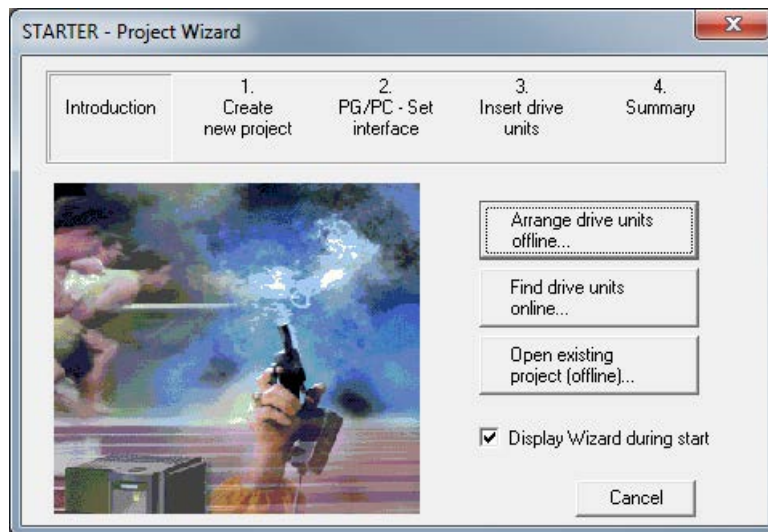 STARTER - Project Wizard
Introduction
1.
Create
new project
2.
PG/PC - Set
interface
3.
Insert drive
units
4.
Summary
Arrange drive units
offline...
Find drive units
online...
Open existing
project (offline)...
Display Wizard during start
Cancel